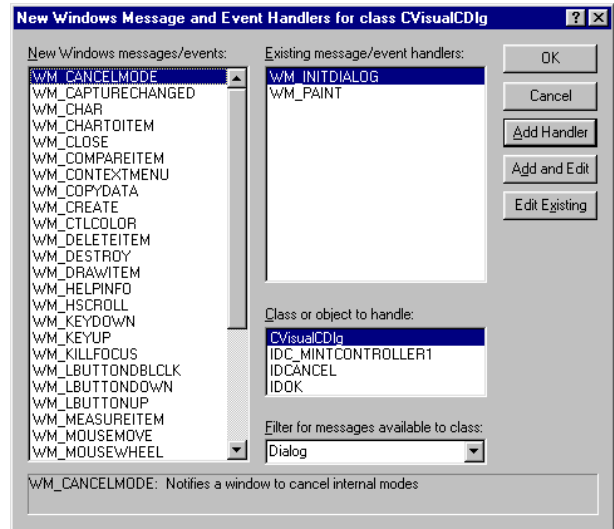 New Windows Message and Event Handlers for class CVisualCDlg
New Windows messages/events:
WM_CANCELMODE
WM_CAPTURECHANGED
WM_CHAR
WM_CHARTOITEM
WM_CLOSE
WM_COMPAREITEM
WM_CONTEXTMENU
WM_COPYDATA
WM_CREATE
WM_CTLCOLOR
WM_DELETEITEM
WM_DESTROY
WM_DRAWITEM
WM_HELPINFO
WM_HSCROLL
WM_KEYDOWN
WM_KEYUP
WM_KILLFOCUS
WM_LBUTTONDBLCLK
WM_LBUTTONDOWN
WM_LBUTTONUP
WM_MEASUREITEM
WM_MOUSEMOVE
WM_MOUSEWHEEL
Existing message/event handlers:
WM_INITDIALOG
WM_PAINT
Class or object to handle:
CVisualCDlg
IDC_MINTCONTROLLER1
IDCANCEL
IDOK
Filter for messages available to class:
Dialog
OK
Cancel
Add Handler
Add and Edit
Edit Existing
WM_CANCELMODE: Notifies a window to cancel internal modes